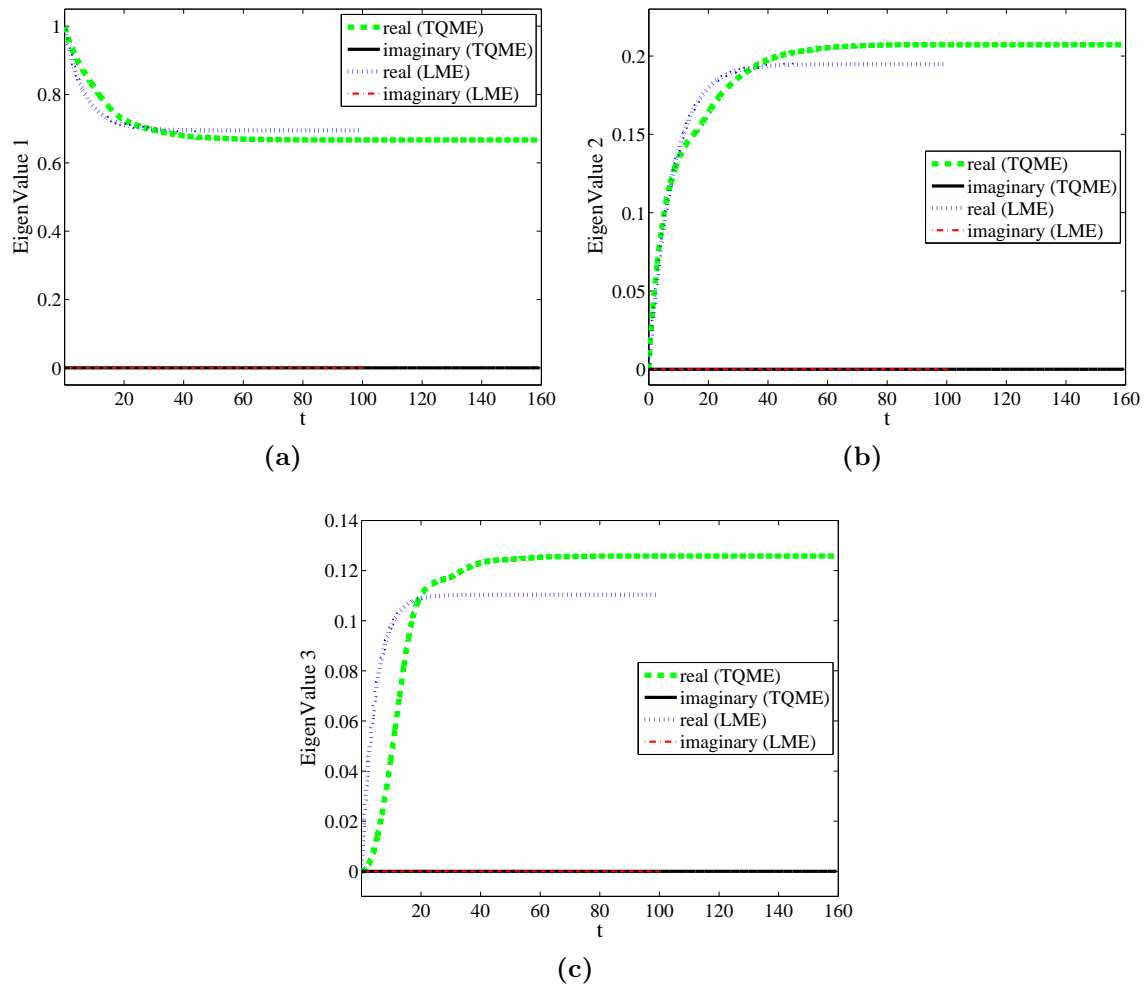 1
0.8
0.6
0.4
0.2
0
EigenValue 1
real (TQME)
imaginary (TQME)
real (LME)
imaginary (LME)
20 40 60 80 100 120 140 160
t
(a)
0.2
0.15
0.1
0.05
0
EigenValue 2
real (TQME)
imaginary (TQME)
real (LME)
imaginary (LME)
0 20 40 60 80 100 120 140 160
t
(b)
0.14
0.12
0.1
0.08
0.06
0.04
0.02
0
EigenValue 3
real (TQME)
imaginary (TQME)
real (LME)
imaginary (LME)
20 40 60 80 100 120 140 160
t
(c)